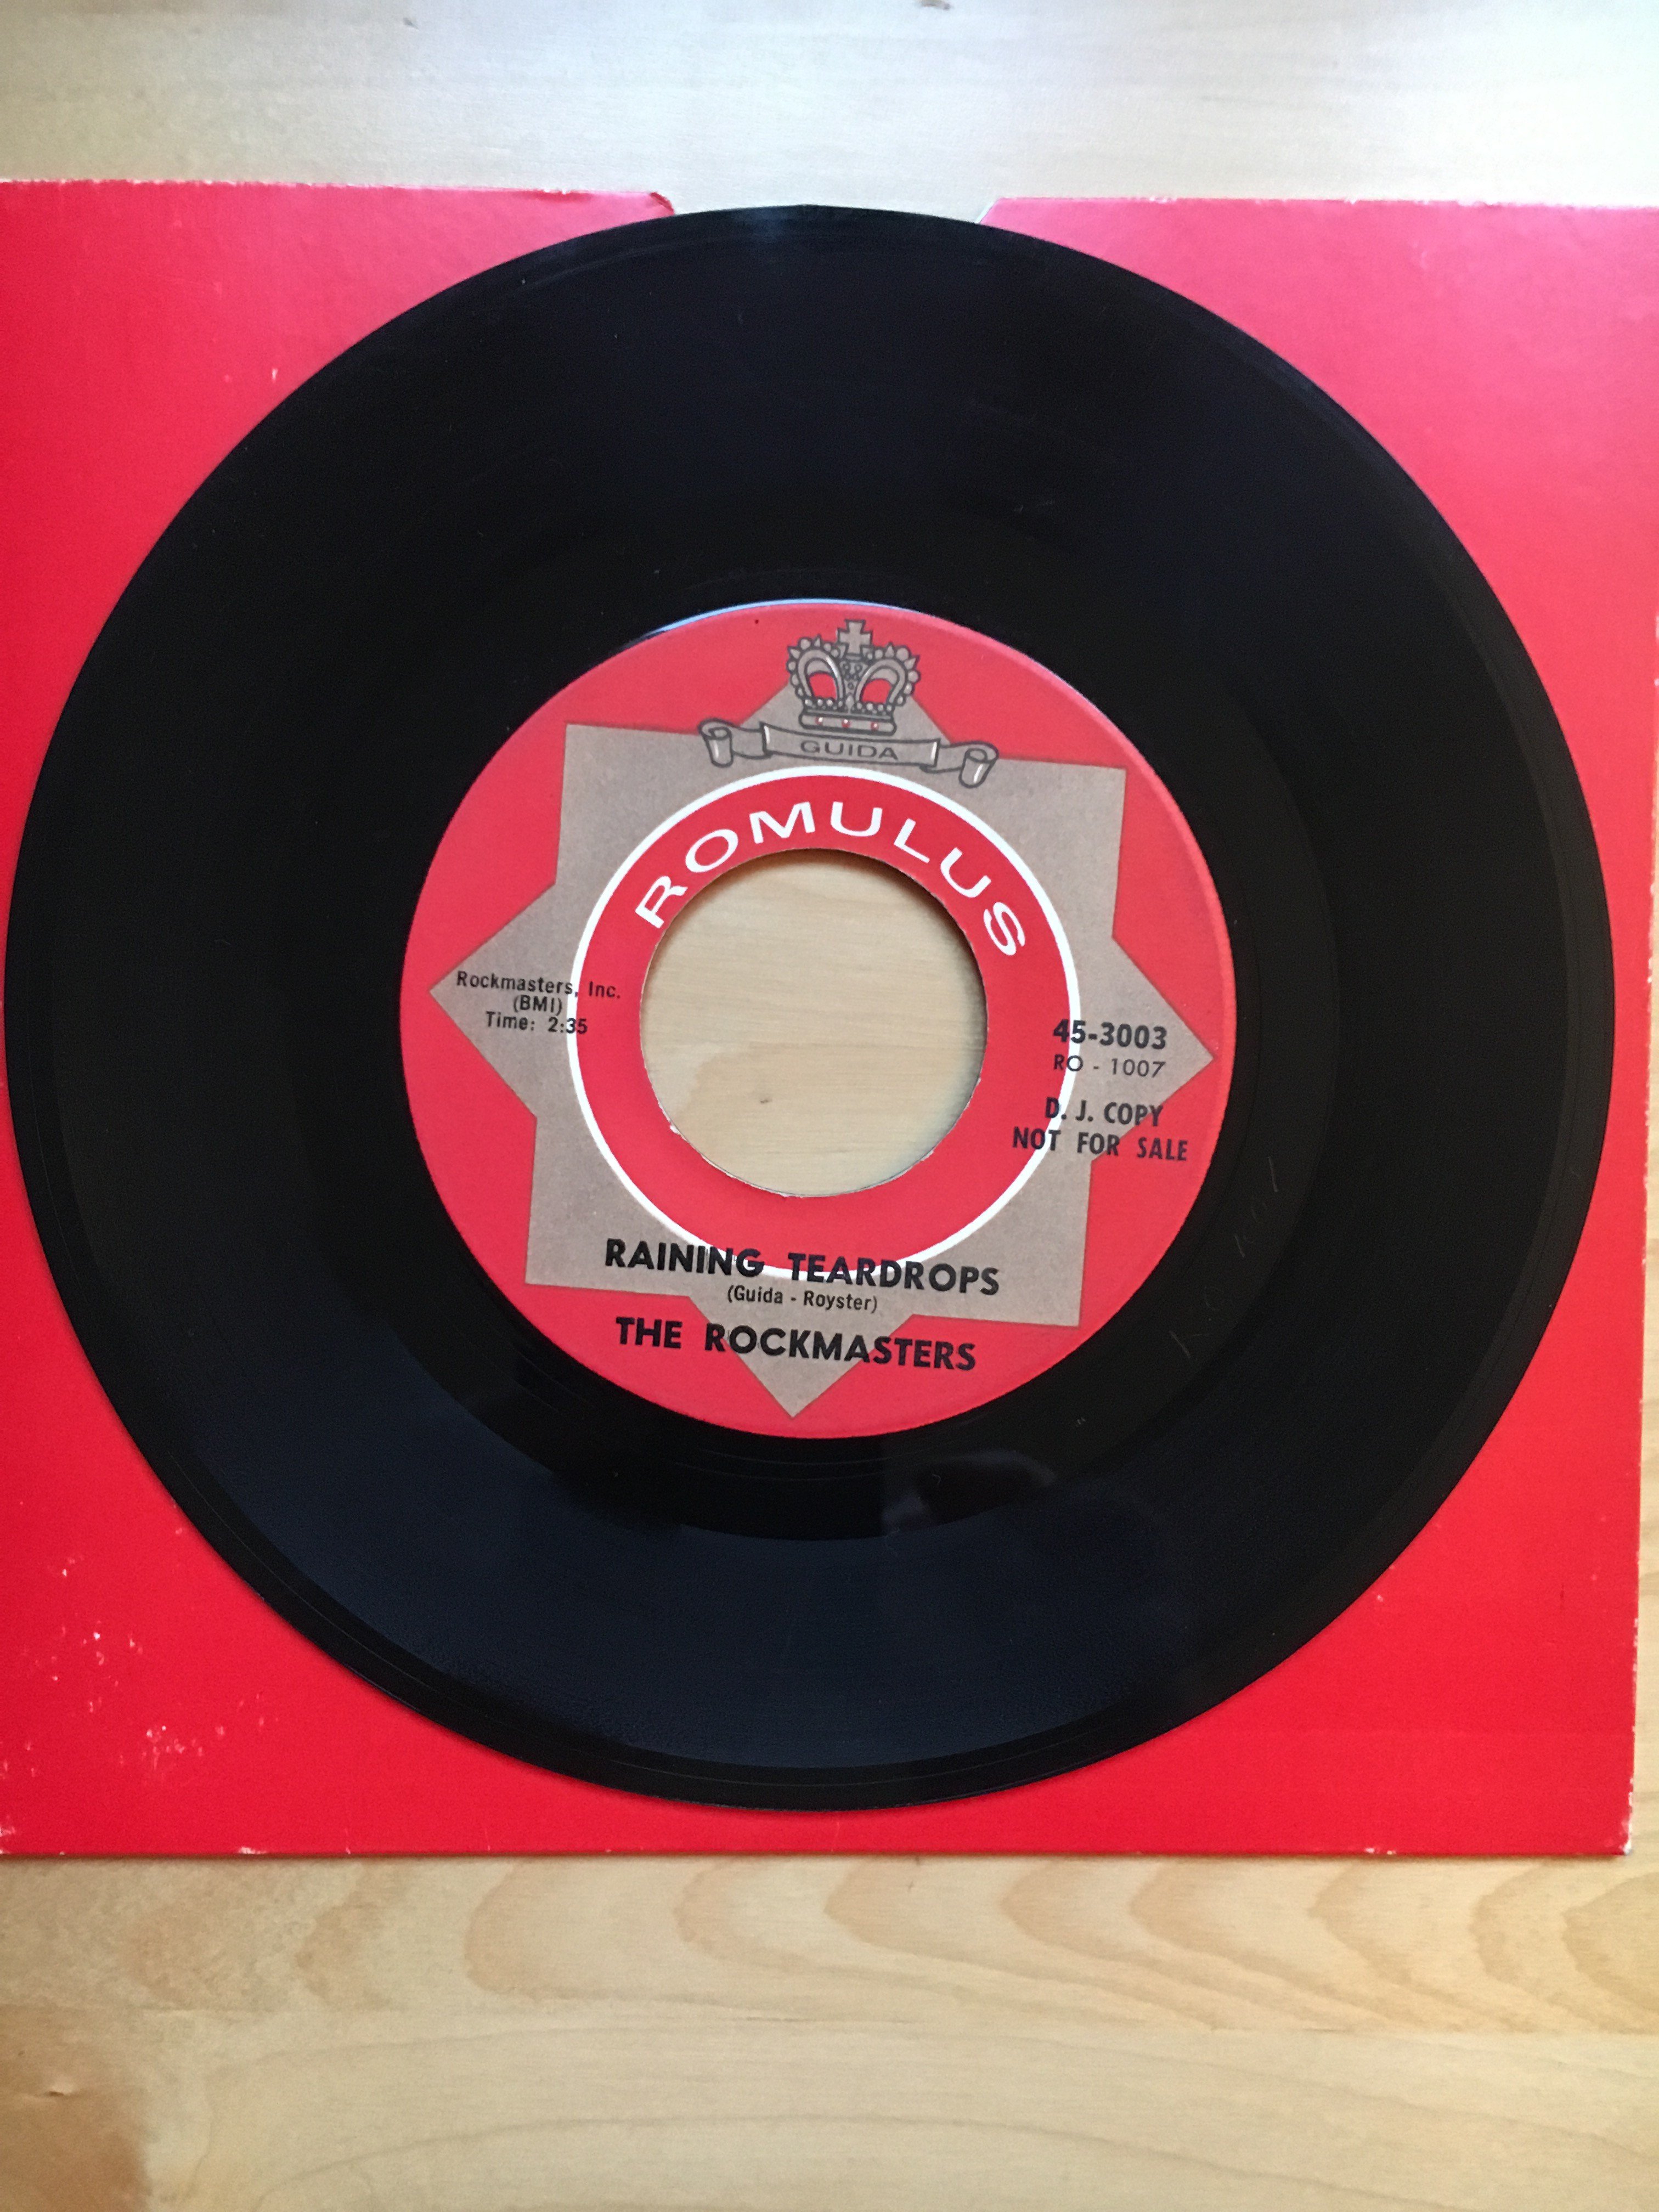 GUIDA
ROMULUS
Rockmasters, Inc.
(BMI)
Time: 2:35
45-3003
RO - 1007
D. J. COPY
NOT FOR SALE
RAINING TEARDROPS
(Guida - Royster)
THE ROCKMASTERS